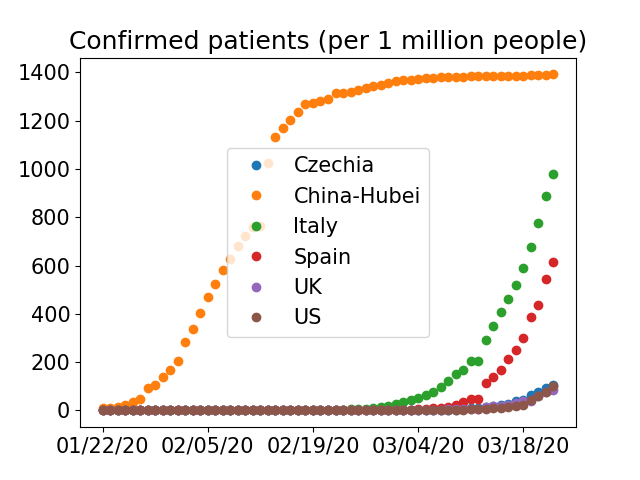 Confirmed patients (per 1 million people)
1400
1200
1000
800
600
400
200
0
Czechia
China-Hubei
Italy
Spain
UK
US
01/22/20 02/05/20 02/19/20 03/04/20 03/18/20